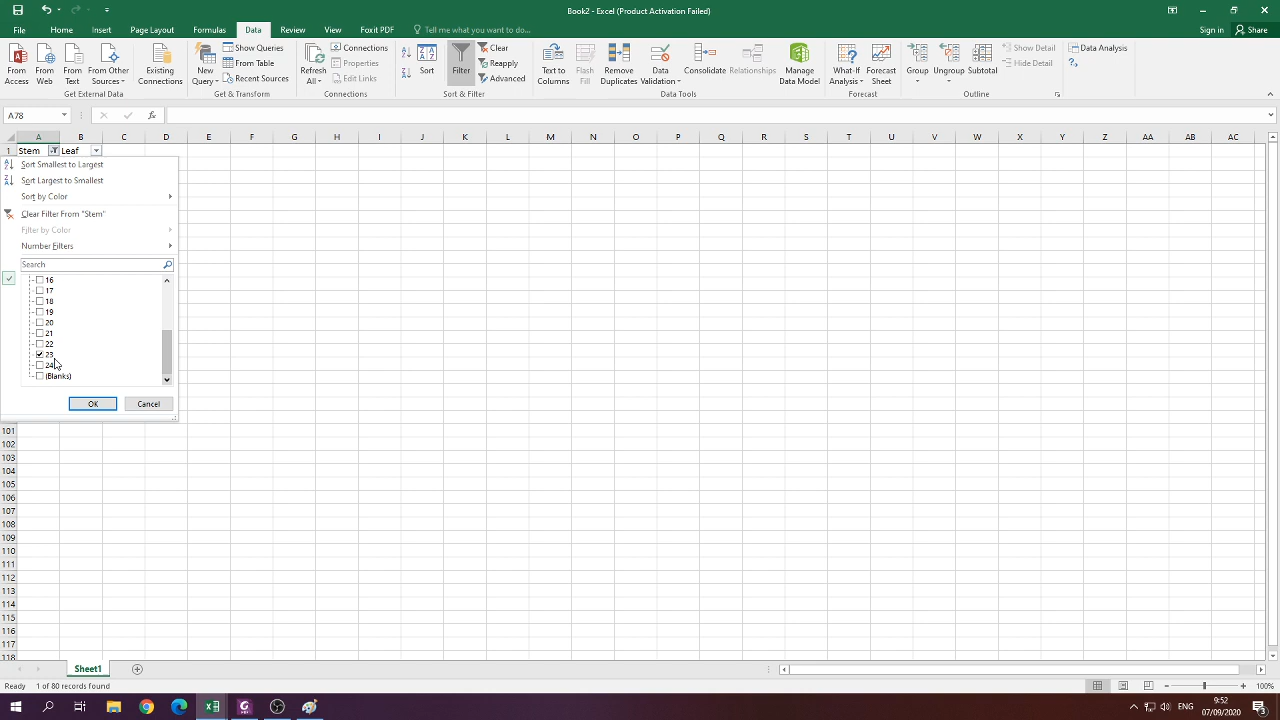 Book2 - Excel (Product Activation Failed)
File Home Insert Page Layout Formulas Data Review View Foxit PDF Tell me what you want to do... Sign in Share
From Access
From Web
From Text
From Other Sources
Existing Connections
Get External Data
New Query
Show Queries
From Table
Recent Sources
Get & Transform
Refresh All
Connections
Properties
Edit Links
Connections
Sort
Filter
Clear
Reapply
Advanced
Sort & Filter
Text to Columns
Flash Fill
Remove Duplicates
Data Validation
Consolidate
Relationships
Manage Data Model
Data Tools
What-If Analysis
Forecast Sheet
Forecast
Group
Ungroup
Subtotal
Show Detail
Hide Detail
Outline
Data Analysis
A78 fx
A B C D E F G H I J K L M N O P Q R S T U V W X Y Z AA AB AC
1 Stem Leaf
Sort Smallest to Largest
Sort Largest to Smallest
Sort by Color
Clear Filter From "Stem"
Filter by Color
Number Filters
Search
16
17
18
19
20
21
22
23
24
(Blanks)
OK Cancel
101
102
103
104
105
106
107
108
109
110
111
112
113
114
115
116
117
118
Sheet1
Ready 1 of 80 records found 100%
ENG 9:52
07/09/2020